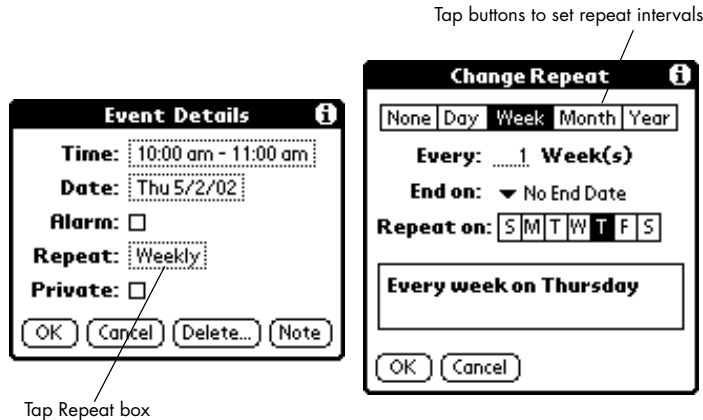 Tap buttons to set repeat intervals
Event Details
Time: 10:00 am - 11:00 am
Date: Thu 5/2/02
Alarm:
Repeat: Weekly
Private:
OK Cancel Delete... Note
Tap Repeat box
Change Repeat
None Day Week Month Year
Every: 1 Week(s)
End on: No End Date
Repeat on: S M T W T F S
Every week on Thursday
OK Cancel